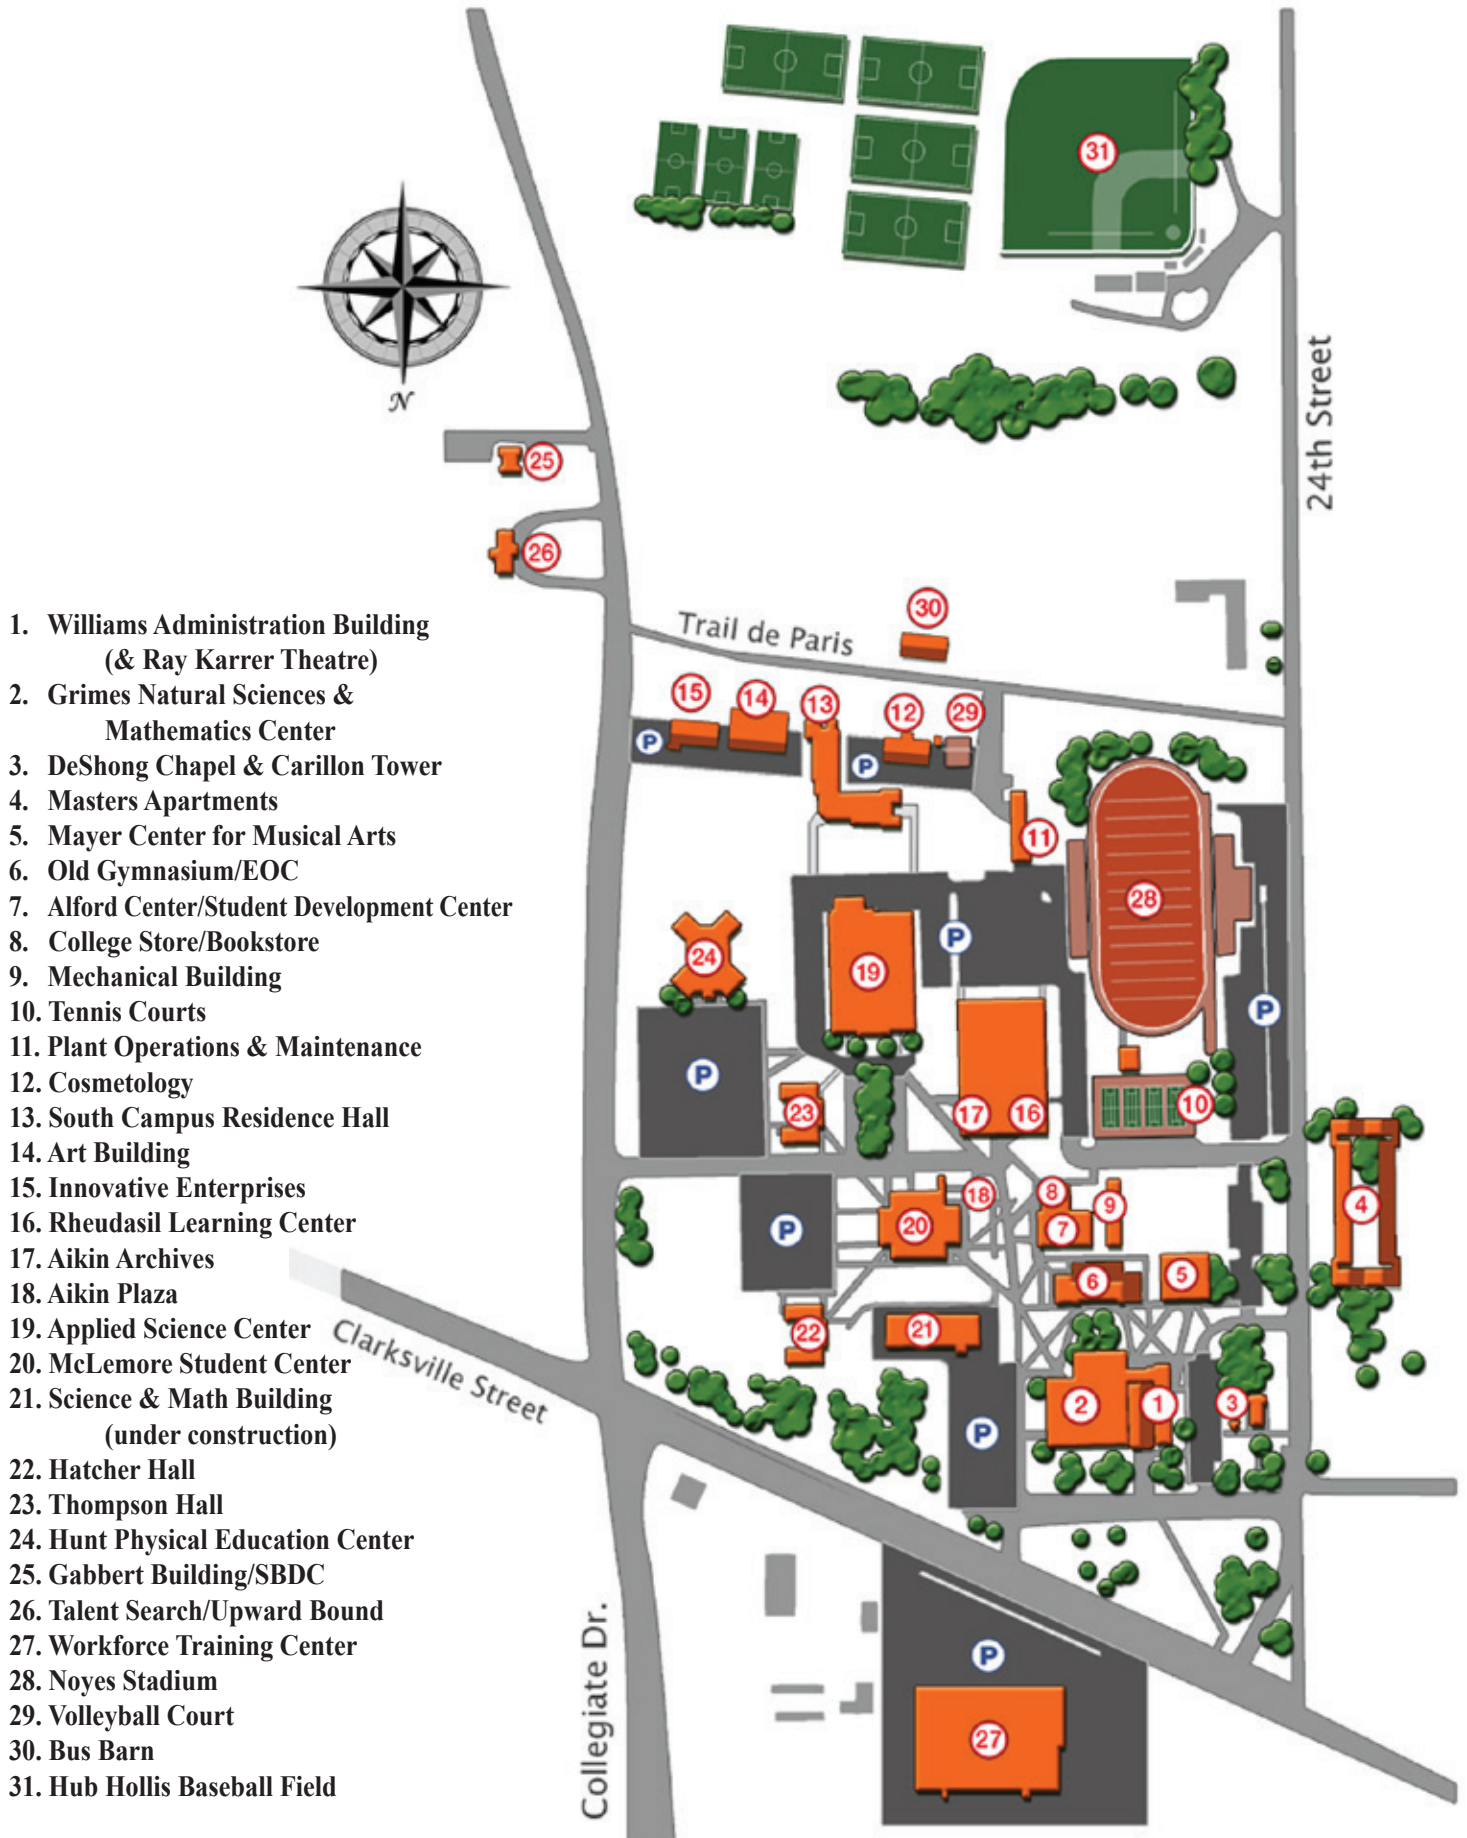 1. Williams Administration Building
(& Ray Karrer Theatre)
2. Grimes Natural Sciences &
Mathematics Center
3. DeShong Chapel & Carillon Tower
4. Masters Apartments
5. Mayer Center for Musical Arts
6. Old Gymnasium/EOC
7. Alford Center/Student Development Center
8. College Store/Bookstore
9. Mechanical Building
10. Tennis Courts
11. Plant Operations & Maintenance
12. Cosmetology
13. South Campus Residence Hall
14. Art Building
15. Innovative Enterprises
16. Rheudasil Learning Center
17. Aikin Archives
18. Aikin Plaza
19. Applied Science Center
20. McLemore Student Center
21. Science & Math Building
(under construction)
22. Hatcher Hall
23. Thompson Hall
24. Hunt Physical Education Center
25. Gabbert Building/SBDC
26. Talent Search/Upward Bound
27. Workforce Training Center
28. Noyes Stadium
29. Volleyball Court
30. Bus Barn
31. Hub Hollis Baseball Field
31
N
24th Street
25
26
30
Trail de Paris
15
14
13
12
29
P
P
11
28
24
19
P
P
P
23
17
16
10
4
18
8
9
20
7
P
6
5
22
21
Clarksville Street
2
1
3
P
Collegiate Dr.
P
27